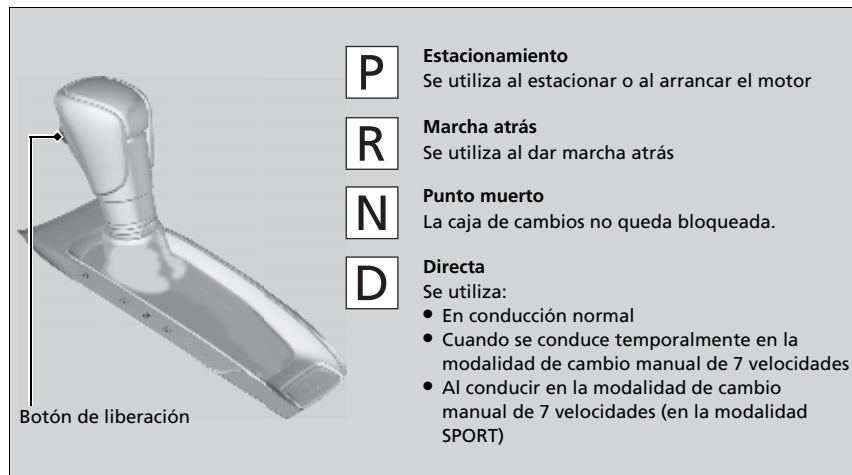 P
Estacionamiento
Se utiliza al estacionar o al arrancar el motor
R
Marcha atrás
Se utiliza al dar marcha atrás
N
Punto muerto
La caja de cambios no queda bloqueada.
D
Directa
Se utiliza:
● En conducción normal
● Cuando se conduce temporalmente en la
modalidad de cambio manual de 7 velocidades
● Al conducir en la modalidad de cambio
manual de 7 velocidades (en la modalidad
SPORT)
Botón de liberación